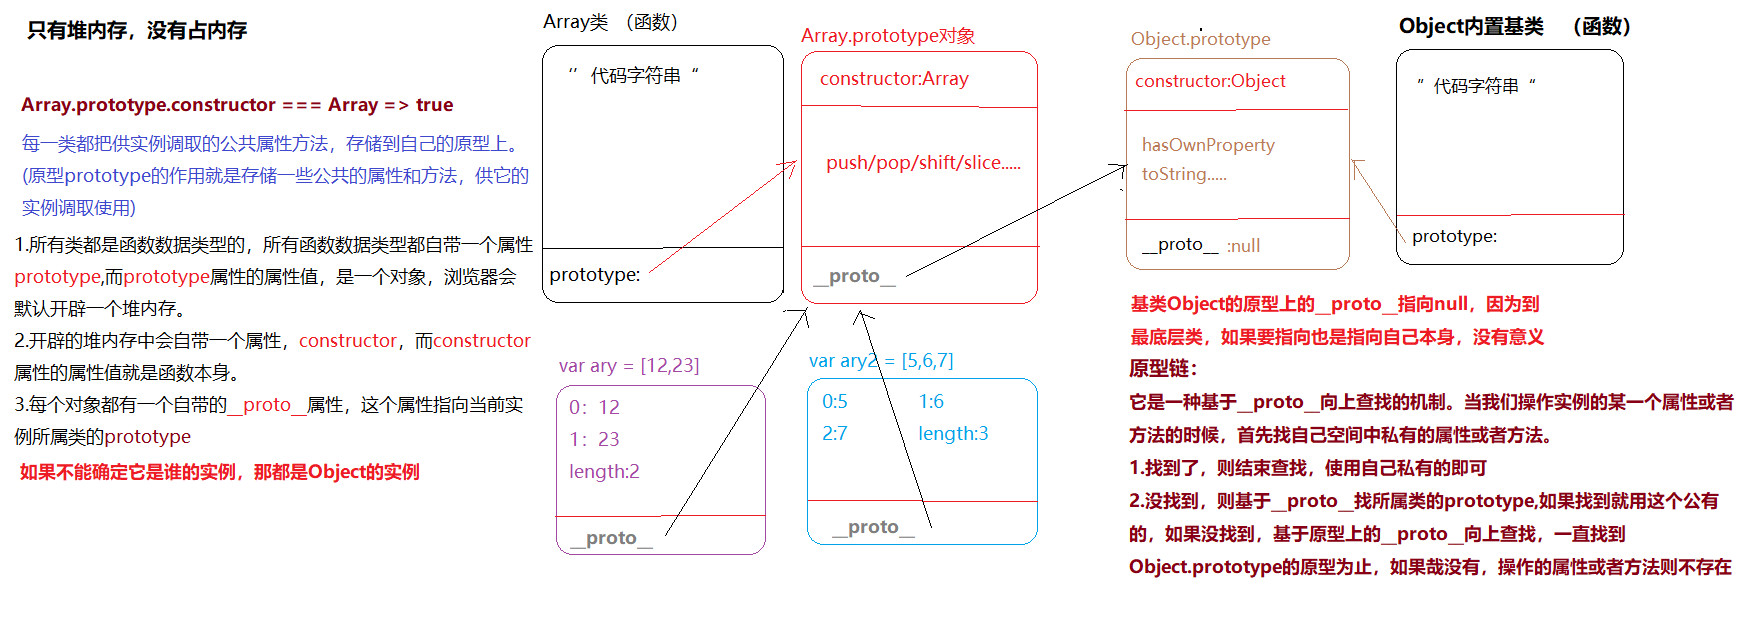 只有堆内存，没有占内存
Array.prototype.constructor === Array => true
每一类都把供实例调取的公共属性方法，存储到自己的原型上。
(原型prototype的作用就是存储一些公共的属性和方法，供它的
实例调取使用)
1.所有类都是函数数据类型的，所有函数数据类型都自带一个属性
prototype,而prototype属性的属性值，是一个对象，浏览器会
默认开辟一个堆内存。
2.开辟的堆内存中会自带一个属性，constructor，而constructor
属性的属性值就是函数本身。
3.每个对象都有一个自带的__proto__属性，这个属性指向当前实
例所属类的prototype
如果不能确定它是谁的实例，那都是Object的实例
Array类 （函数）
‘’ 代码字符串 “
prototype:
Array.prototype对象
constructor:Array
push/pop/shift/slice.....
__proto__
var ary = [12,23]
0：12
1：23
length:2
__proto__
var ary2 = [5,6,7]
0:5 1:6
2:7 length:3
__proto__
Object.prototype
constructor:Object
hasOwnProperty
toString.....
__proto__ :null
Object内置基类 （函数）
” 代码字符串 “
prototype:
基类Object的原型上的__proto__指向null，因为到
最底层类，如果要指向也是指向自己本身，没有意义
原型链：
它是一种基于__proto__向上查找的机制。当我们操作实例的某一个属性或者
方法的时候，首先找自己空间中私有的属性或者方法。
1.找到了，则结束查找，使用自己私有的即可
2.没找到，则基于__proto__找所属类的prototype,如果找到就用这个公有
的，如果没找到，基于原型上的__proto__向上查找，一直找到
Object.prototype的原型为止，如果哉没有，操作的属性或者方法则不存在